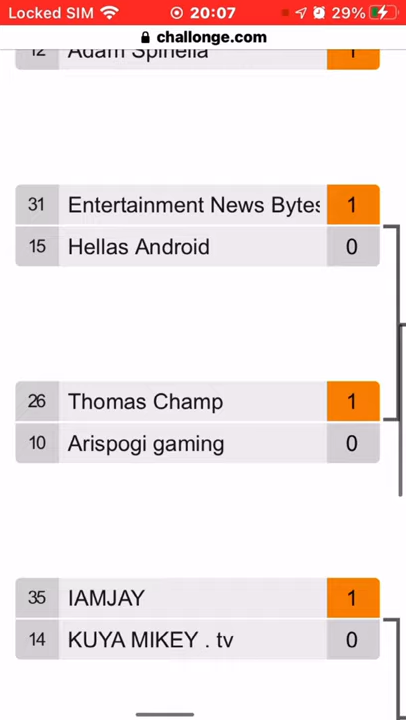 Locked SIM 20:07 29%
challonge.com
12 Adam Spinella 1
31 Entertainment News Bytes 1
15 Hellas Android 0
26 Thomas Champ 1
10 Arispogi gaming 0
35 IAMJAY 1
14 KUYA MIKEY . tv 0